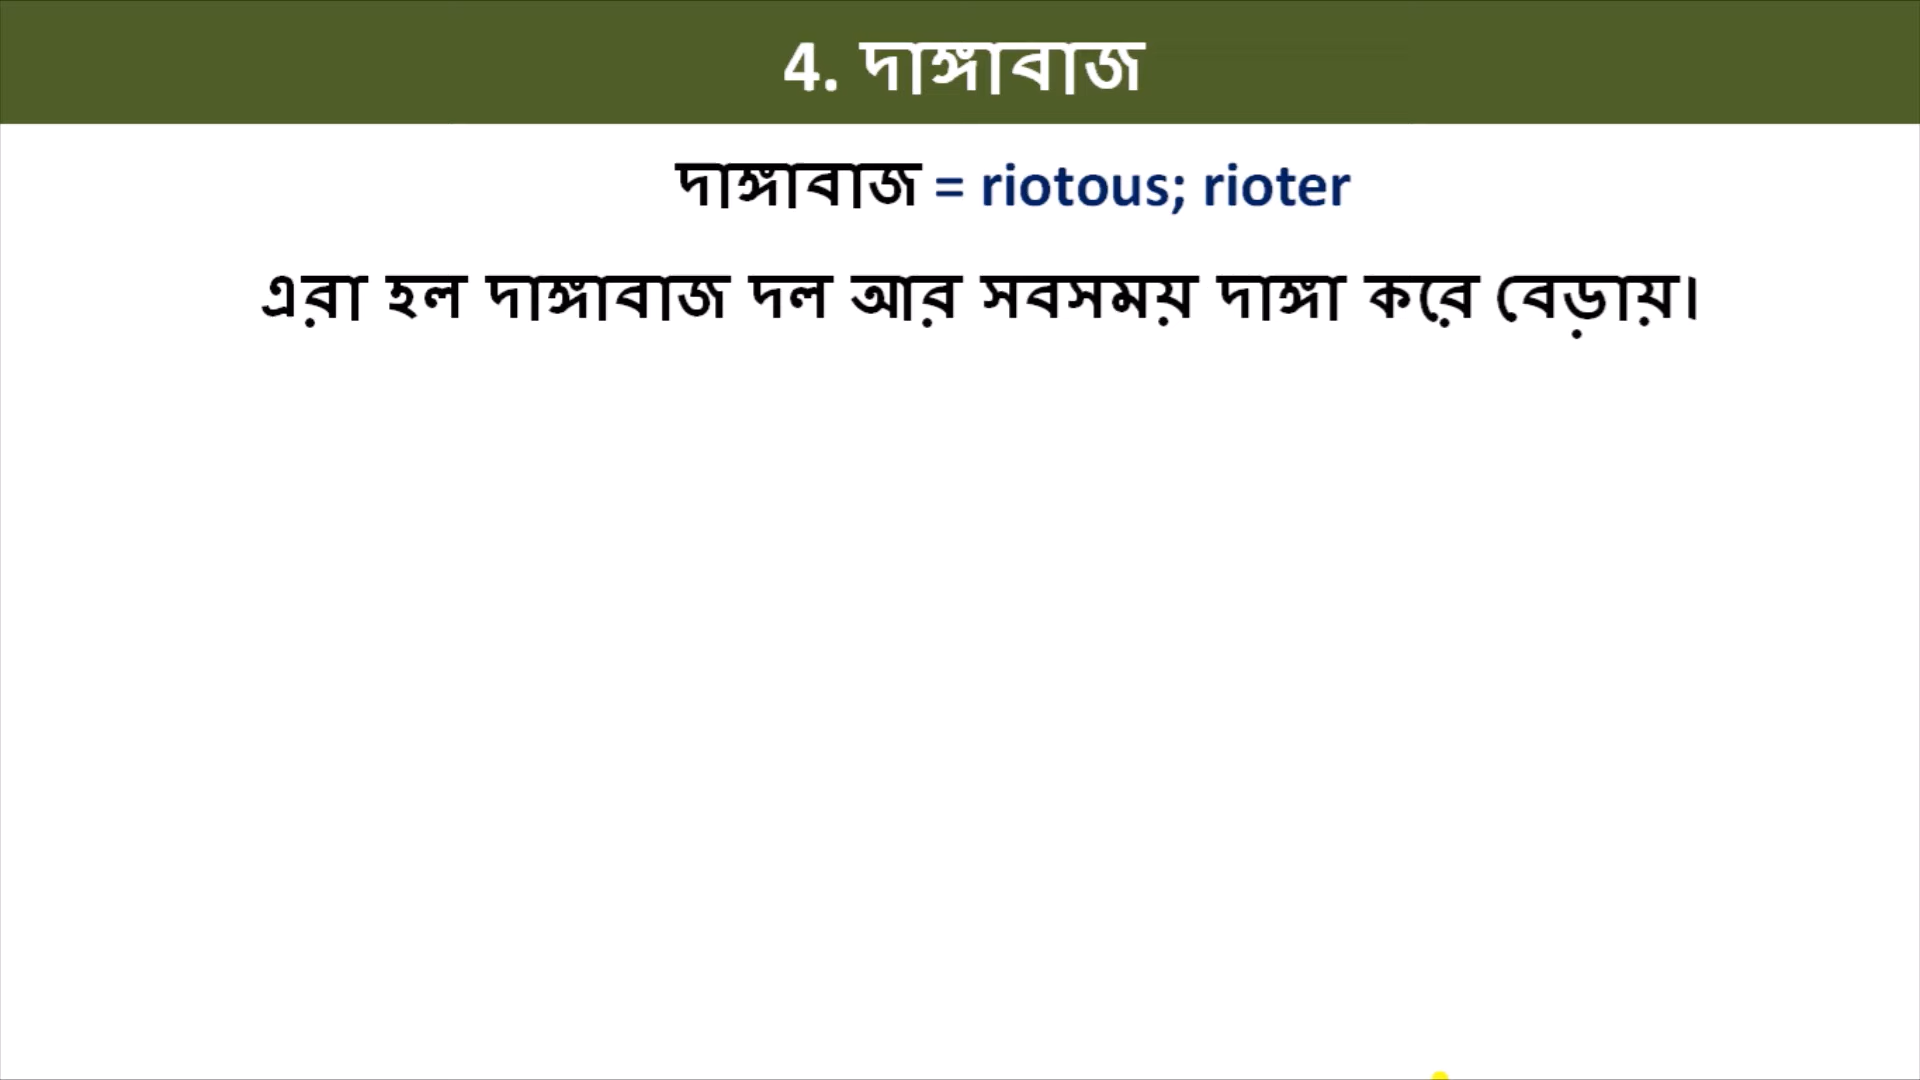 4. দাঙ্গাবাজ
দাঙ্গাবাজ = riotous; rioter
এরা হল দাঙ্গাবাজ দল আর সবসময় দাঙ্গা করে বেড়ায়।